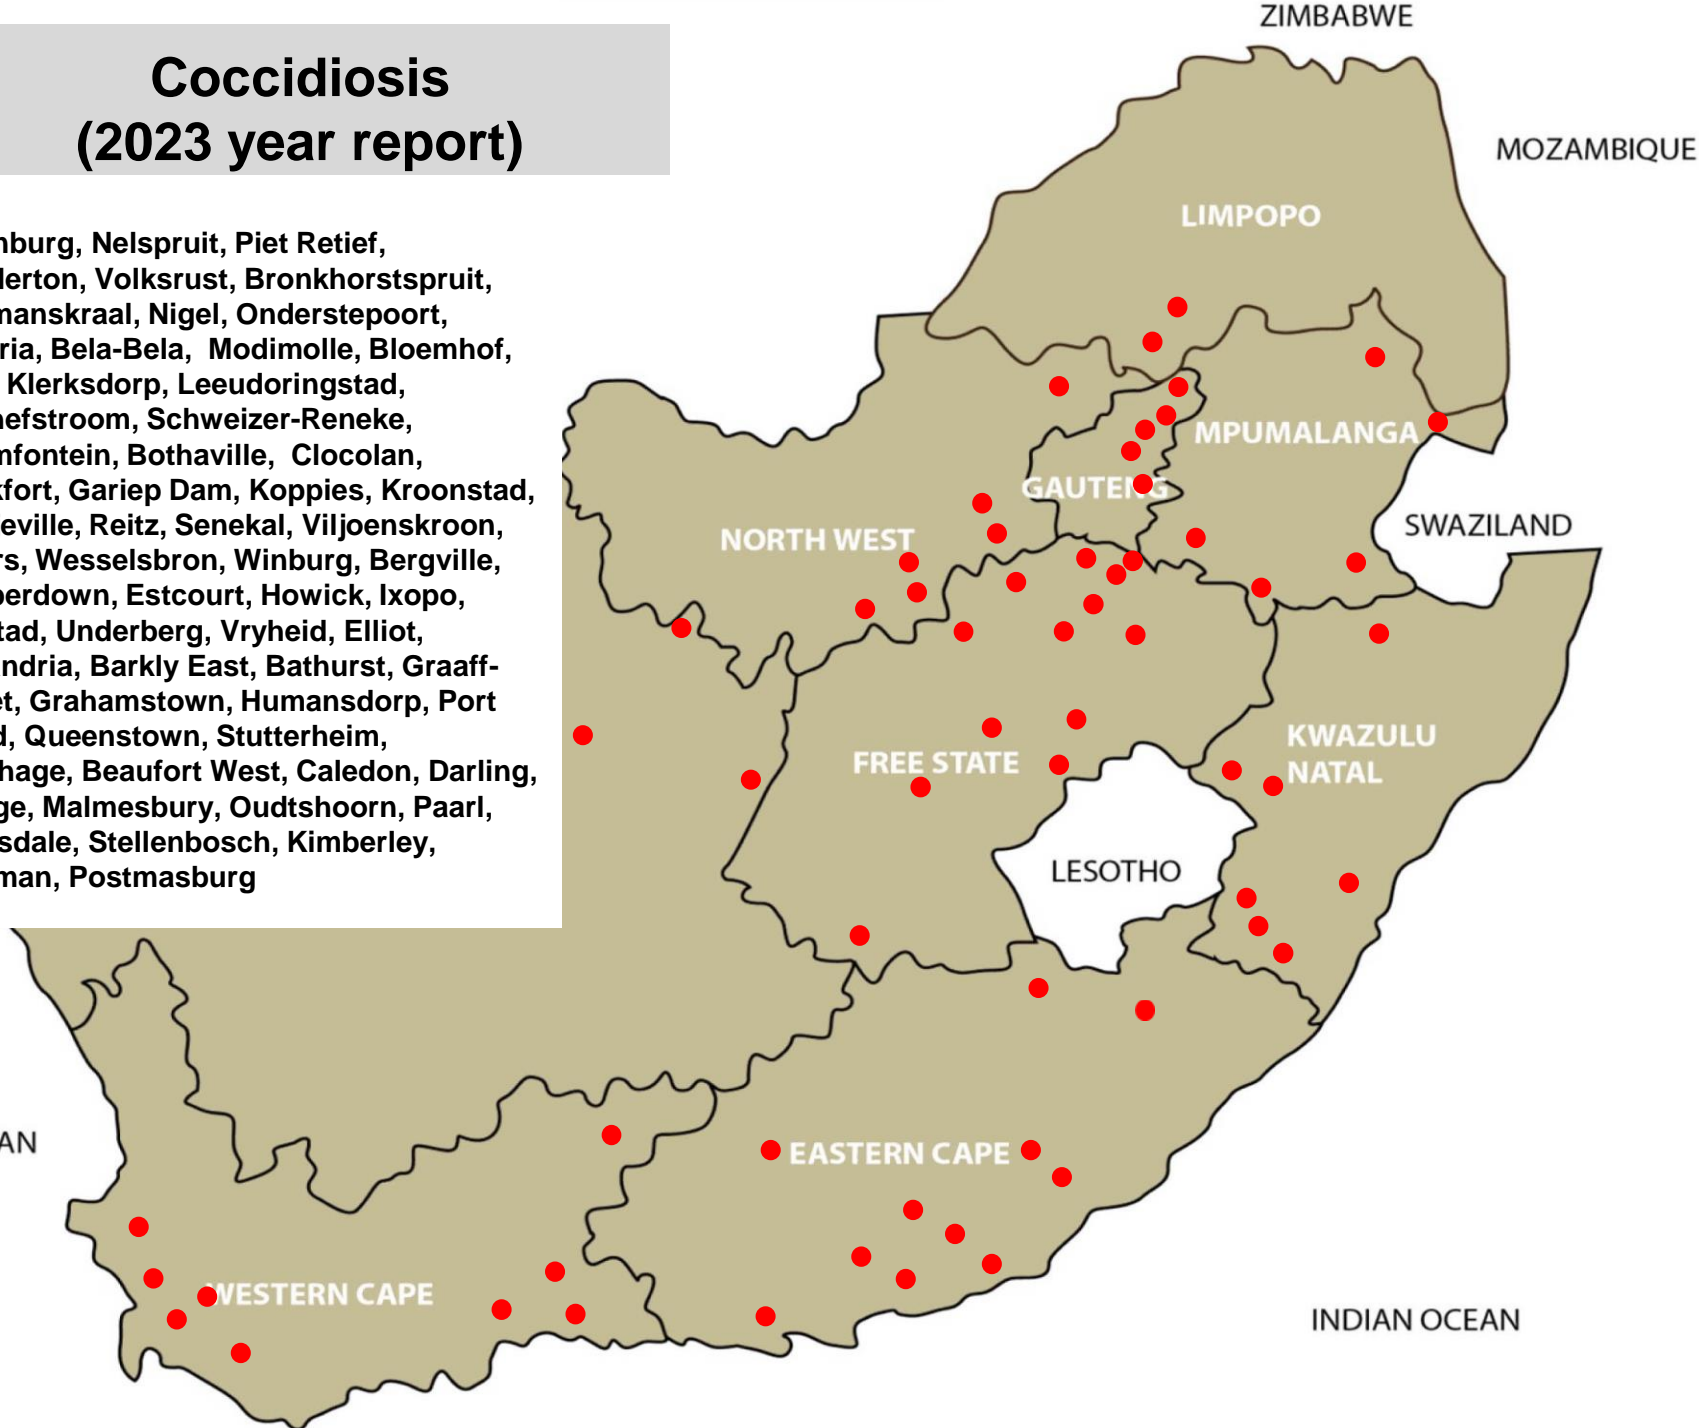 ZIMBABWE
Coccidiosis
(2023 year report)
MOZAMBIQUE
LIMPOPO
nburg, Nelspruit, Piet Retief,
lerton, Volksrust, Bronkhorstspruit,
manskraal, Nigel, Onderstepoort,
ria, Bela-Bela, Modimolle, Bloemhof,
Klerksdorp, Leeudoringstad,
hefstroom, Schweizer-Reneke,
mfontein, Bothaville, Clocolan,
kfort, Gariep Dam, Koppies, Kroonstad,
eville, Reitz, Senekal, Viljoenskroon,
rs, Wesselsbron, Winburg, Bergville,
perdown, Estcourt, Howick, Ixopo,
tad, Underberg, Vryheid, Elliot,
ndria, Barkly East, Bathurst, Graaff-
et, Grahamstown, Humansdorp, Port
d, Queenstown, Stutterheim,
hage, Beaufort West, Caledon, Darling,
ge, Malmesbury, Oudtshoorn, Paarl,
sdale, Stellenbosch, Kimberley,
man, Postmasburg
MPUMALANGA
GAUTENG
SWAZILAND
NORTH WEST
KWAZULU
NATAL
FREE STATE
LESOTHO
AN
EASTERN CAPE
WESTERN CAPE
INDIAN OCEAN